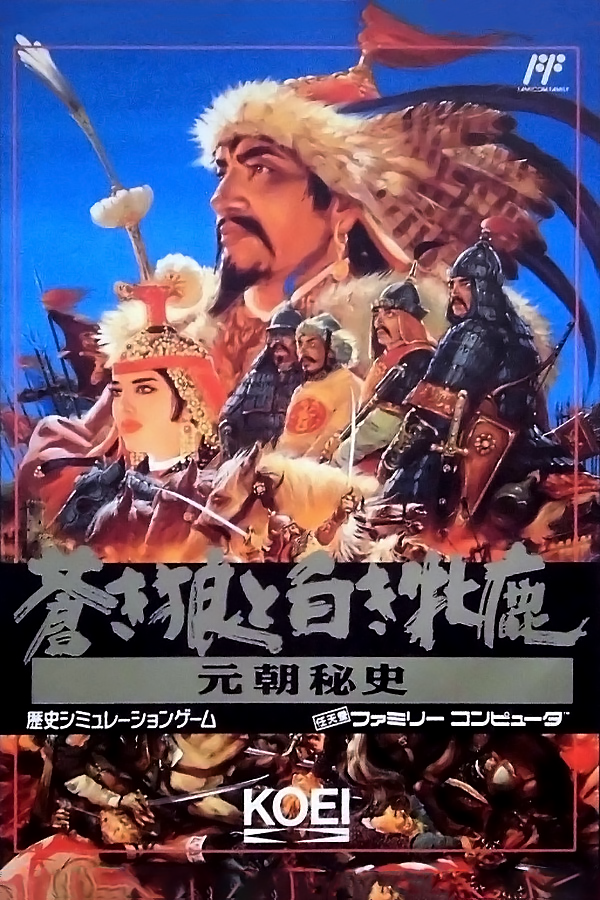 FAMICOM FAMILY
蒼き狼と白き牝鹿
元朝秘史
歴史シミュレーションゲーム
任天堂 ファミリー コンピュータ™
KOEI